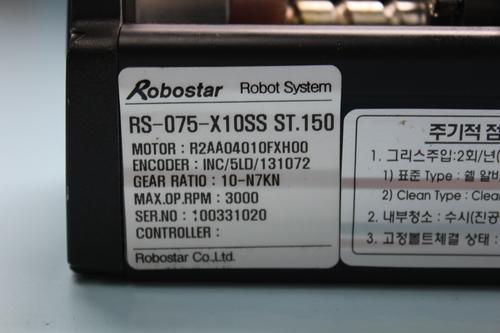 Robostar Robot System
RS-075-X10SS ST.150
MOTOR : R2AA04010FXH00
ENCODER : INC/5LD/131072
GEAR RATIO : 10-N7KN
MAX.OP.RPM : 3000
SER.NO : 100331020
CONTROLLER :
Robostar Co.,Ltd.
주기적 점
1. 그리스주입:2회/년(
1) 표준 Type : 쉘 알바
2) Clean Type : Clea
2. 내부청소 : 수시(진공
3. 고정볼트체결 상태 :